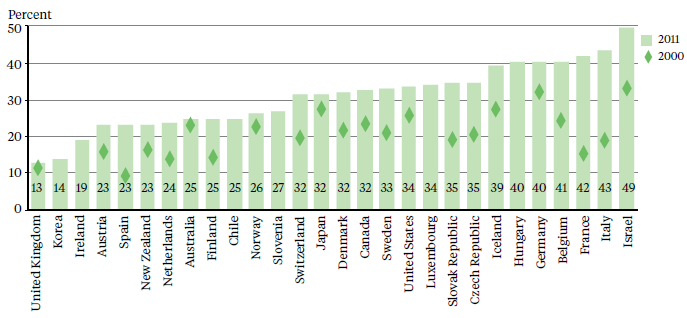 Percent
50
40
30
20
10
0
2011
2000
13 14 19 23 23 23 24 25 25 25 26 27 32 32 32 32 33 34 34 35 35 39 40 40 41 42 43 49
United Kingdom
Korea
Ireland
Austria
Spain
New Zealand
Netherlands
Australia
Finland
Chile
Norway
Slovenia
Switzerland
Japan
Denmark
Canada
Sweden
United States
Luxembourg
Slovak Republic
Czech Republic
Iceland
Hungary
Germany
Belgium
France
Italy
Israel